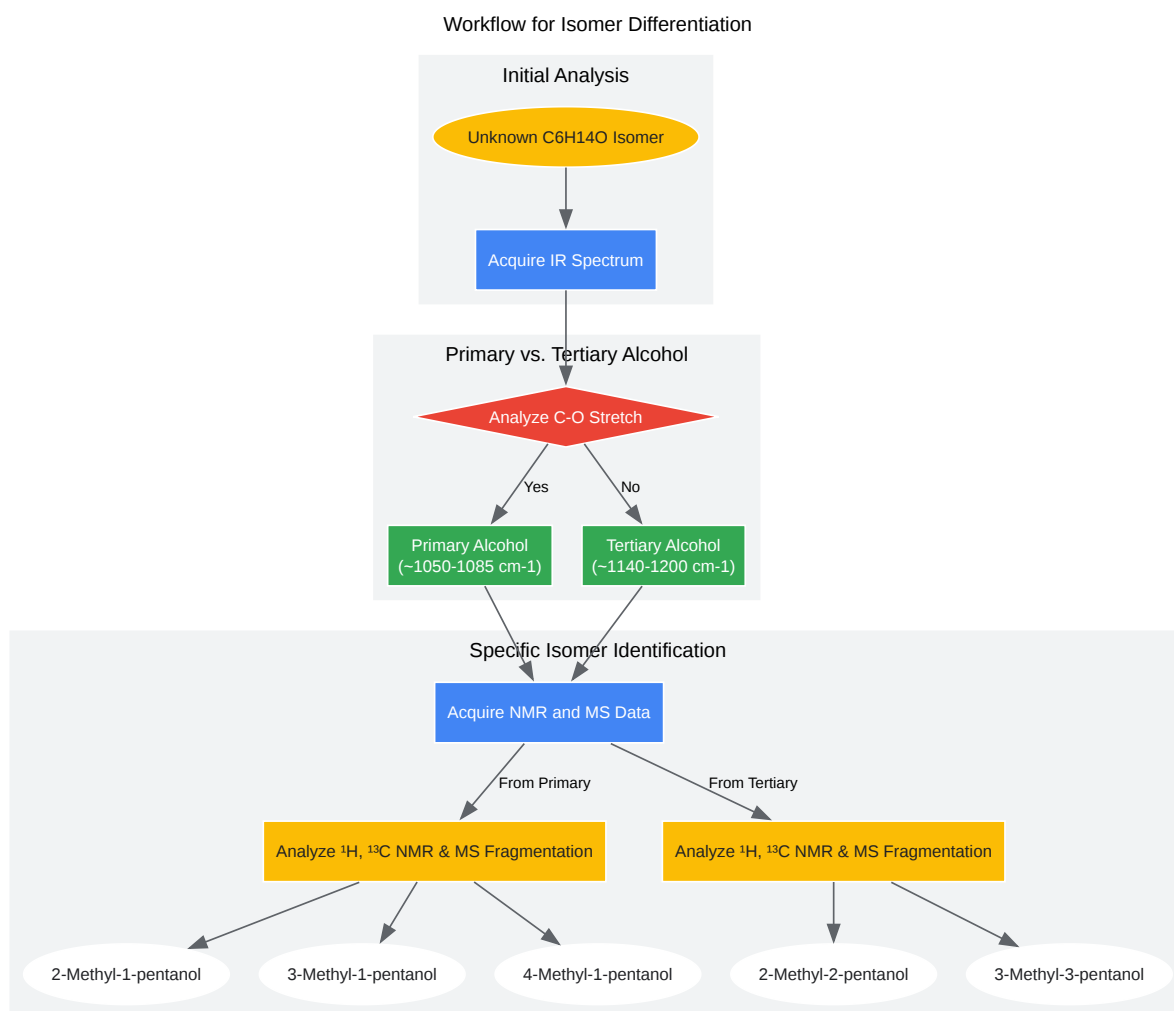 Workflow for Isomer Differentiation
Initial Analysis
Unknown C6H14O Isomer
Acquire IR Spectrum
Primary vs. Tertiary Alcohol
Analyze C-O Stretch
Yes
No
Primary Alcohol
(~1050-1085 cm-1)
Tertiary Alcohol
(~1140-1200 cm-1)
Specific Isomer Identification
Acquire NMR and MS Data
From Primary
From Tertiary
Analyze ¹H, ¹³C NMR & MS Fragmentation
Analyze ¹H, ¹³C NMR & MS Fragmentation
2-Methyl-1-pentanol
3-Methyl-1-pentanol
4-Methyl-1-pentanol
2-Methyl-2-pentanol
3-Methyl-3-pentanol